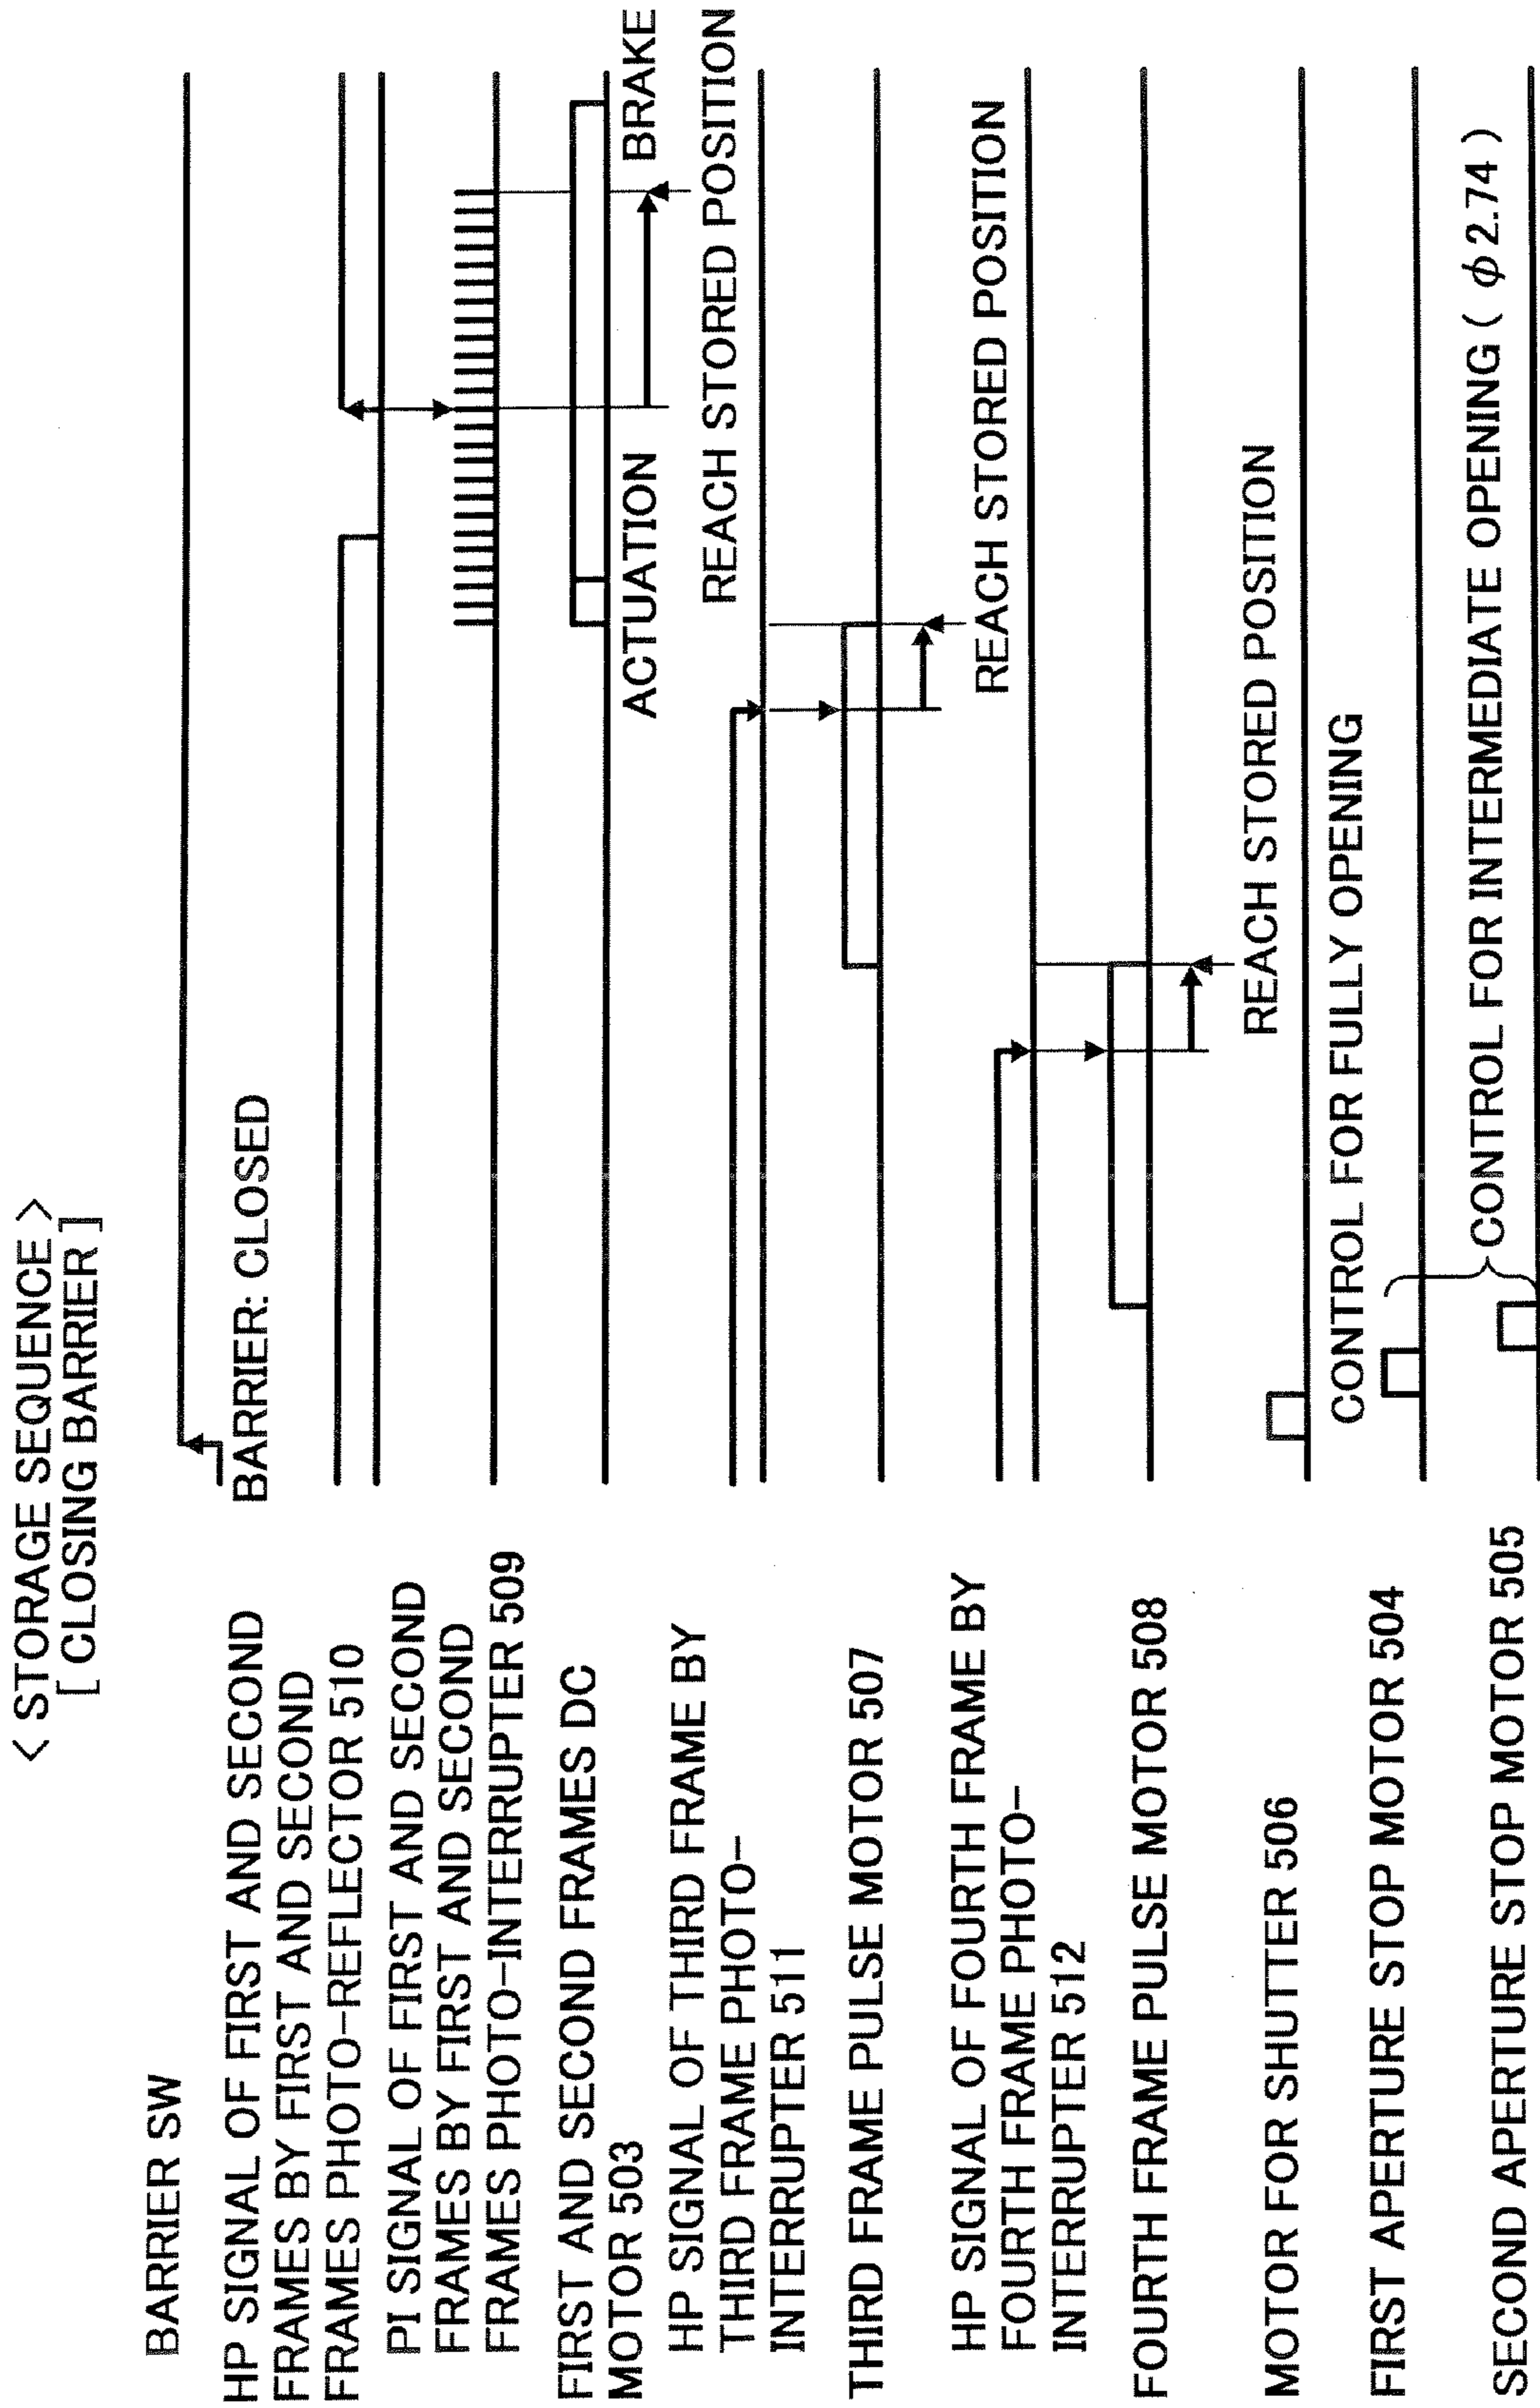 < STORAGE SEQUENCE >
[ CLOSING BARRIER ]
BARRIER SW
BARRIER: CLOSED
HP SIGNAL OF FIRST AND SECOND
FRAMES BY FIRST AND SECOND
FRAMES PHOTO-REFLECTOR 510
PI SIGNAL OF FIRST AND SECOND
FRAMES BY FIRST AND SECOND
FRAMES PHOTO-INTERRUPTER 509
FIRST AND SECOND FRAMES DC
MOTOR 503
ACTUATION
BRAKE
REACH STORED POSITION
HP SIGNAL OF THIRD FRAME BY
THIRD FRAME PHOTO-
INTERRUPTER 511
THIRD FRAME PULSE MOTOR 507
REACH STORED POSITION
HP SIGNAL OF FOURTH FRAME BY
FOURTH FRAME PHOTO-
INTERRUPTER 512
FOURTH FRAME PULSE MOTOR 508
REACH STORED POSITION
MOTOR FOR SHUTTER 506
CONTROL FOR FULLY OPENING
FIRST APERTURE STOP MOTOR 504
CONTROL FOR INTERMEDIATE OPENING ( ϕ 2.74 )
SECOND APERTURE STOP MOTOR 505